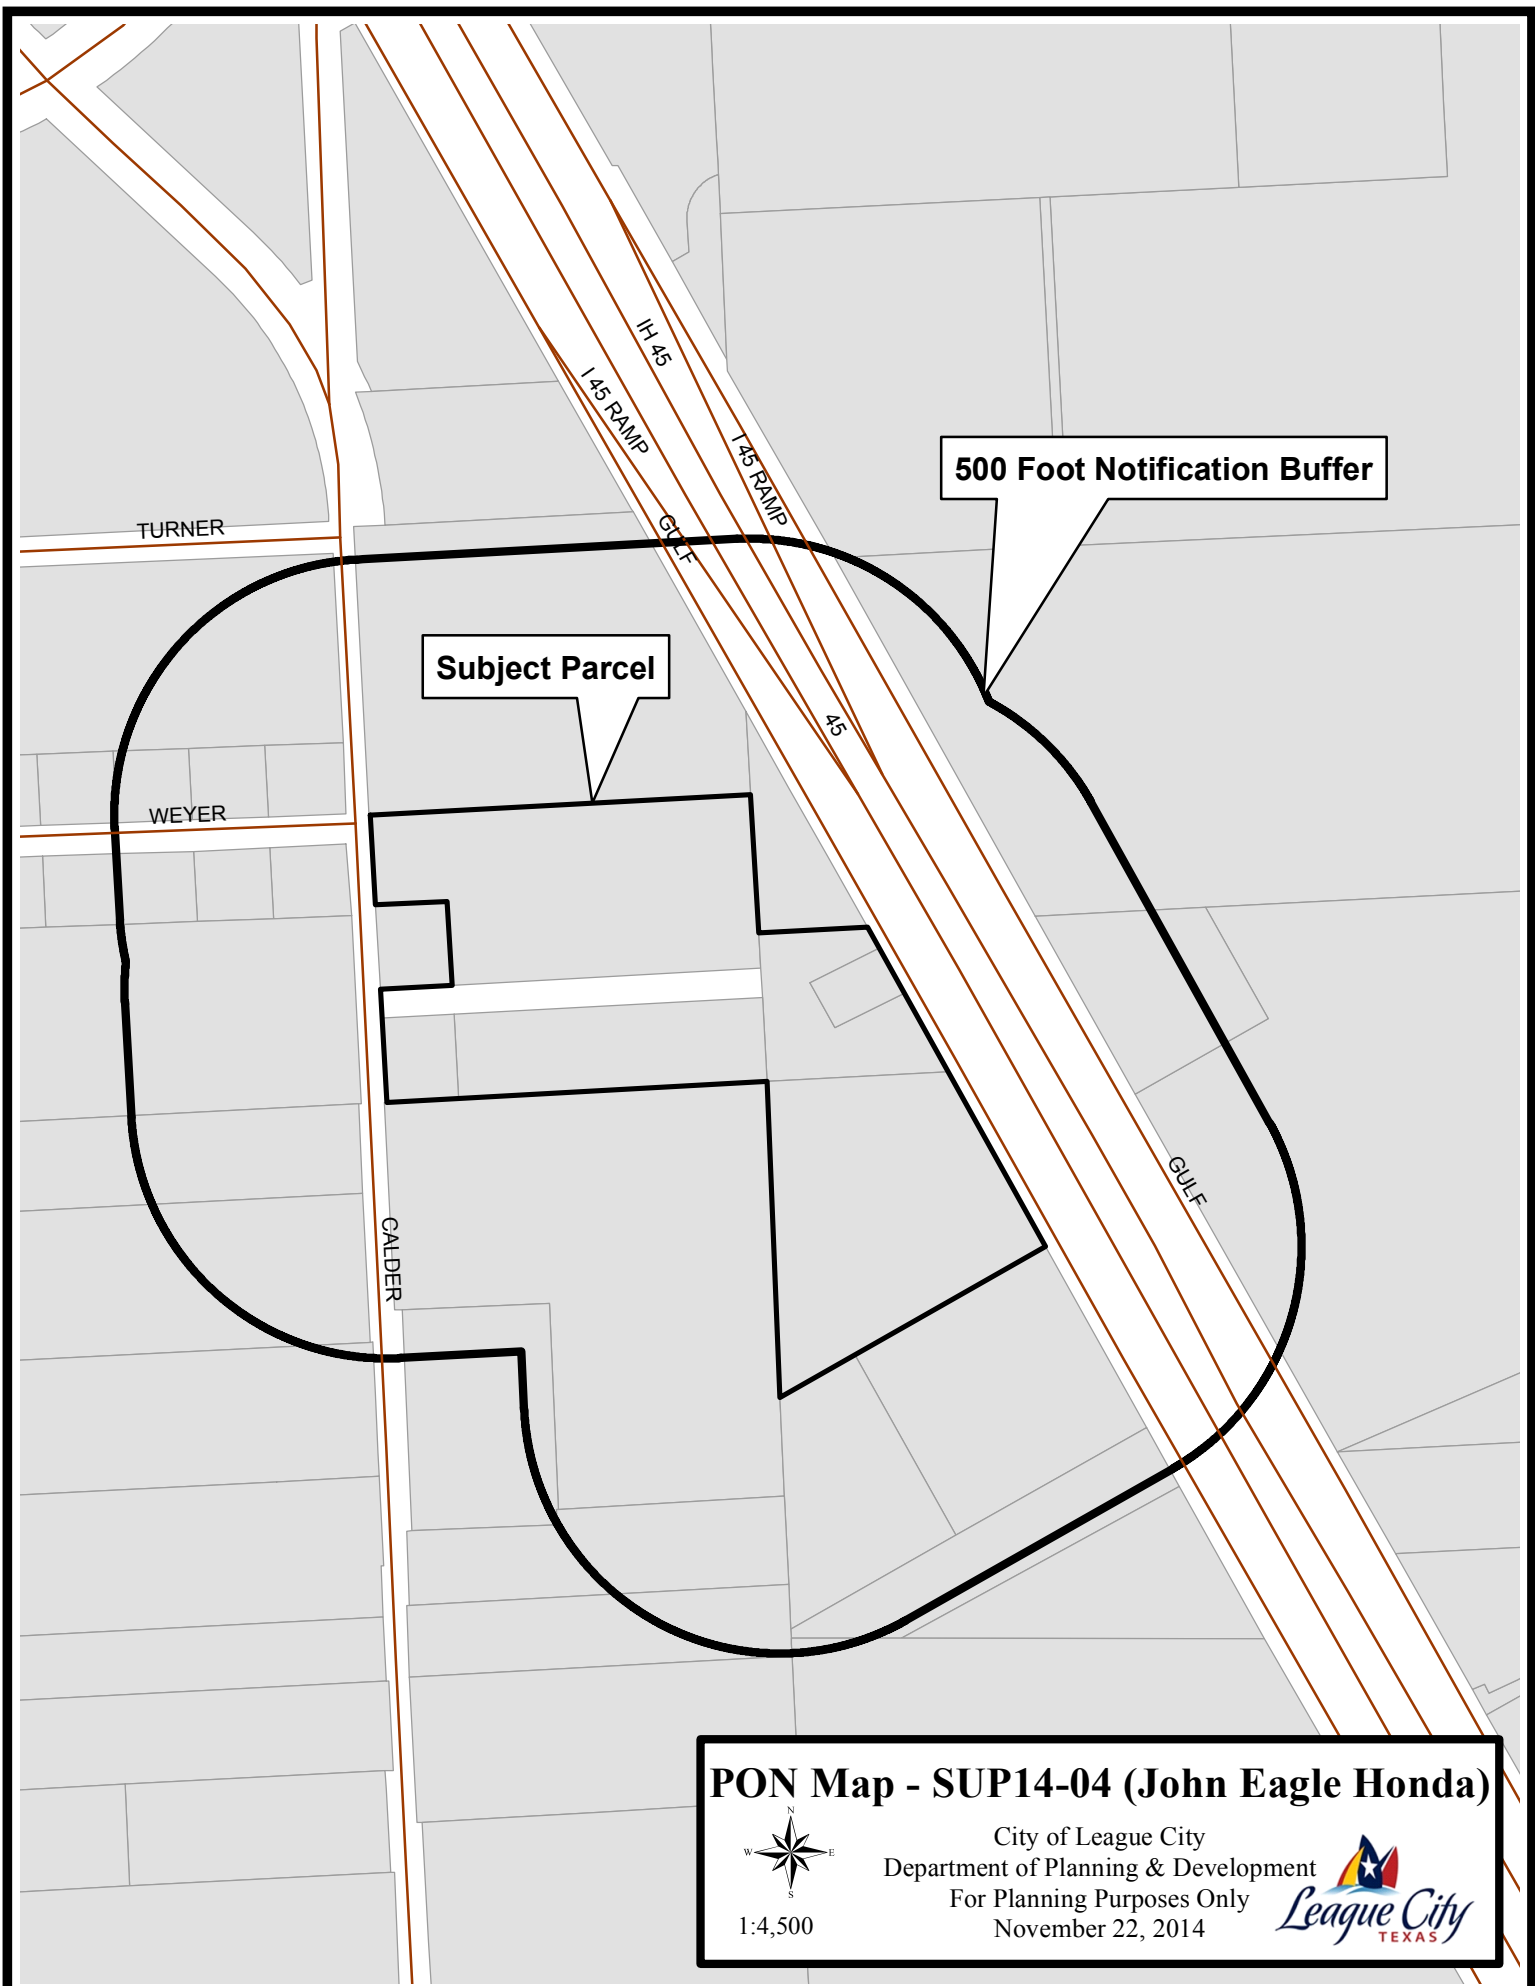 IH 45
I 45 RAMP
I 45 RAMP
500 Foot Notification Buffer
TURNER
GULF
Subject Parcel
45
WEYER
GULF
CALDER
PON Map - SUP14-04 (John Eagle Honda)
N
W E
S
1:4,500
City of League City
Department of Planning & Development
For Planning Purposes Only
November 22, 2014
League City
TEXAS